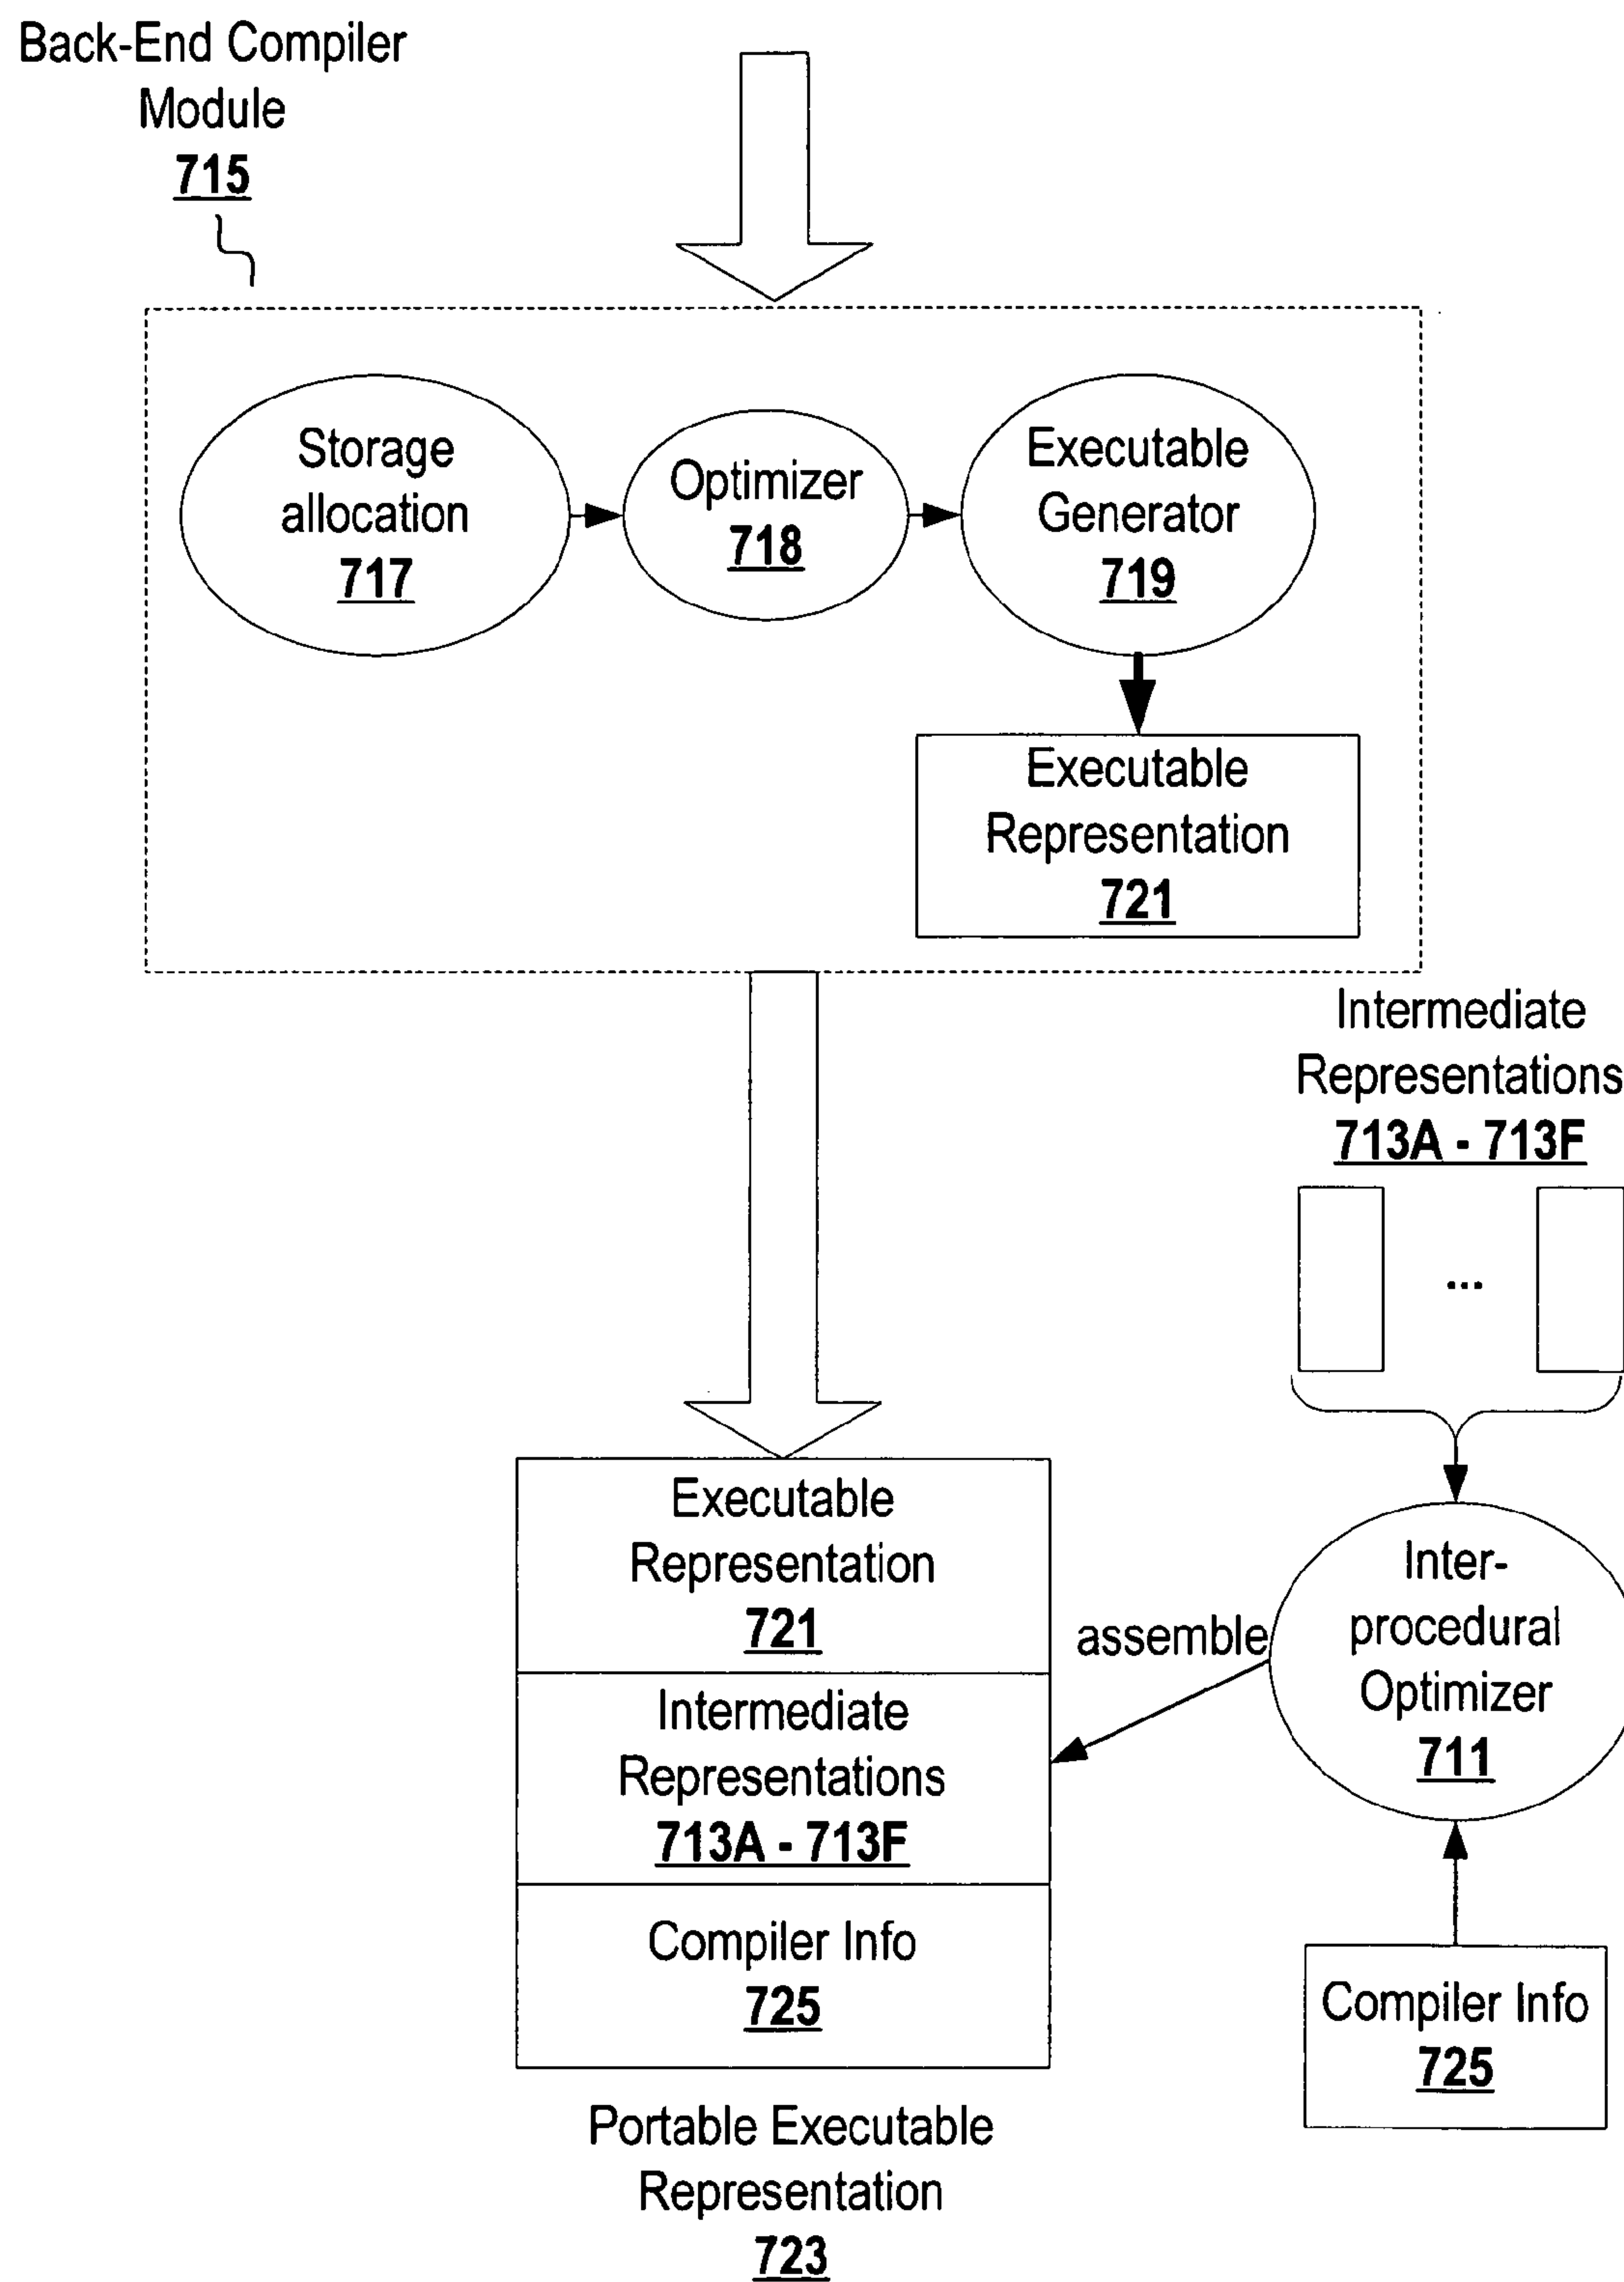 Back-End Compiler
Module
715
Storage
allocation
717
Optimizer
718
Executable
Generator
719
Executable
Representation
721
Intermediate
Representations
713A - 713F
...
Executable
Representation
721
Intermediate
Representations
713A - 713F
Compiler Info
725
assemble
Inter-
procedural
Optimizer
711
Compiler Info
725
Portable Executable
Representation
723